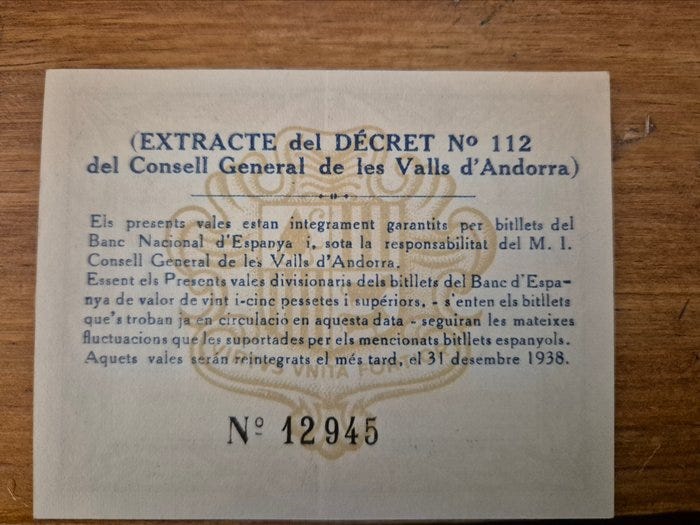 (EXTRACTE del DÉCRET Nº 112
del Consell General de les Valls d'Andorra)
Els presents vales estan integrament garantits per bitllets del
Banc Nacional d'Espanya i, sota la responsabilitat del M. I.
Consell General de les Valls d'Andorra.
Essent els Presents vales divisionaris dels bitllets del Banc d'Espa-
nya de valor de vint i-cinc pessetes i supériors, - s'enten els bitllets
que's troban ja en circulacio en aquesta data - seguiran les mateixes
fluctuacions que les suportades per els mencionats bitllets espanyols.
Aquets vales serán reintegrats el més tard, el 31 desembre 1938.
VNITA FOR
Nº 12945